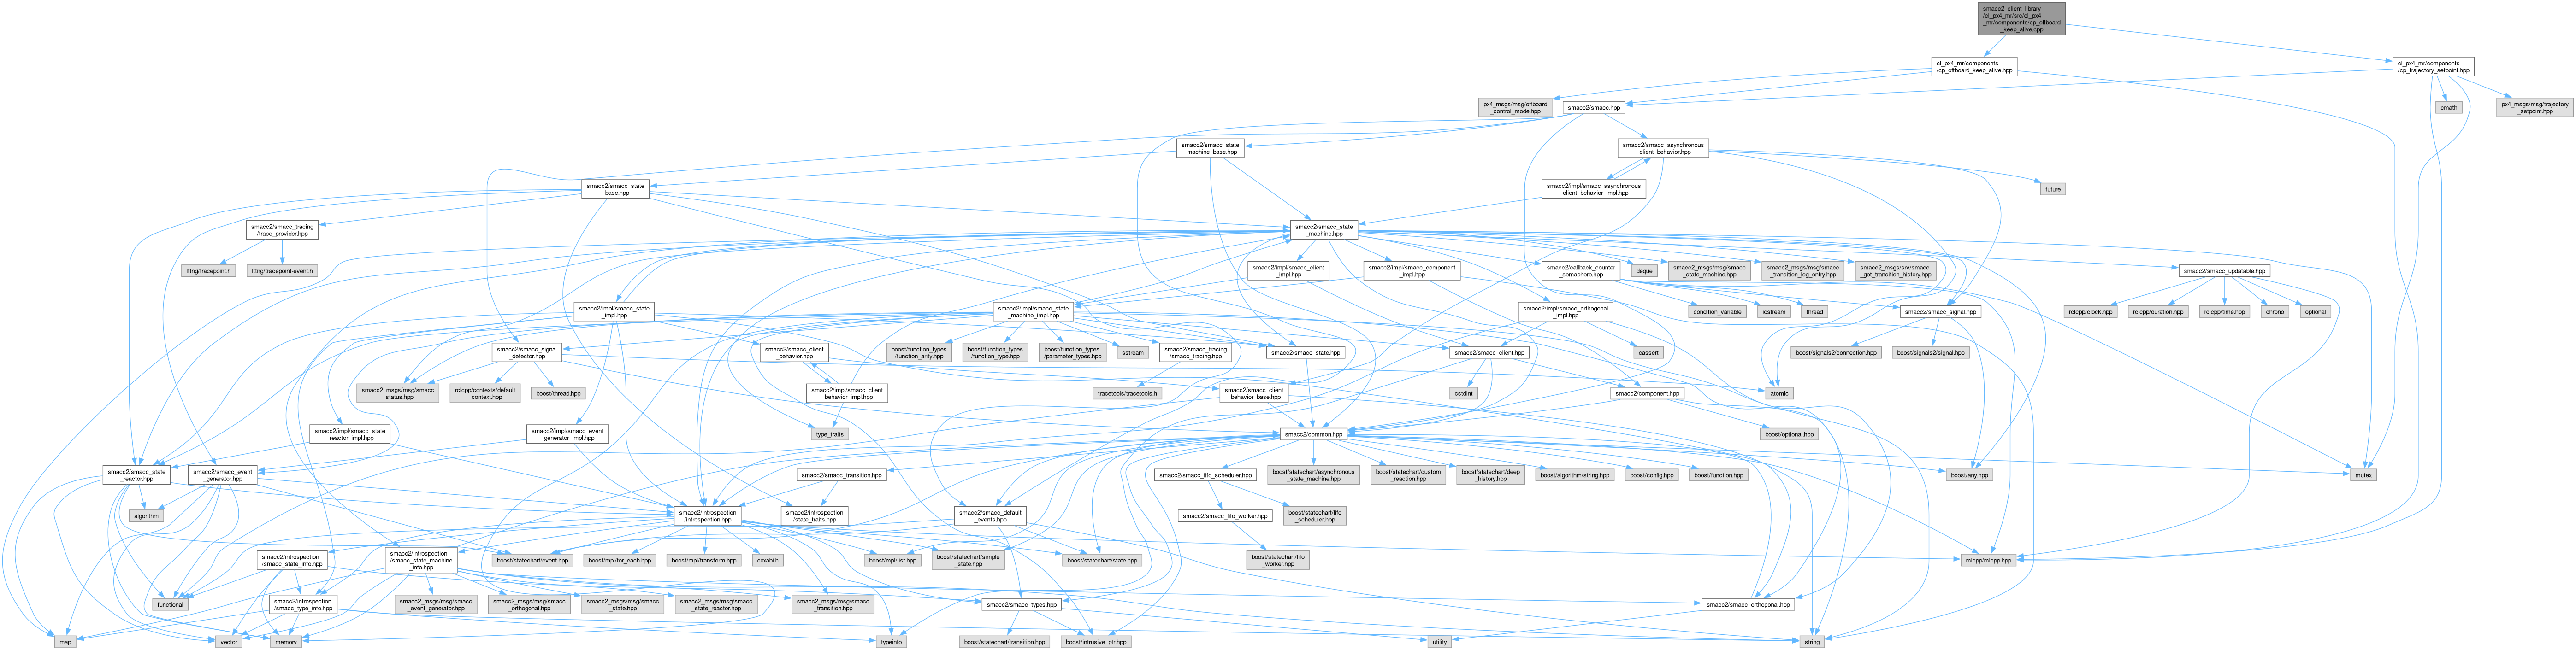 smacc2_client_library
/cl_px4_mr/src/cl_px4
_mr/components/cp_offboard
_keep_alive.cpp
cl_px4_mr/components
/cp_offboard_keep_alive.hpp
cl_px4_mr/components
/cp_trajectory_setpoint.hpp
px4_msgs/msg/offboard
_control_mode.hpp
smacc2/smacc.hpp
cmath
px4_msgs/msg/trajectory
_setpoint.hpp
smacc2/smacc_state
_machine_base.hpp
smacc2/smacc_asynchronous
_client_behavior.hpp
smacc2/smacc_state
_base.hpp
smacc2/impl/smacc_asynchronous
_client_behavior_impl.hpp
future
smacc2/smacc_tracing
/trace_provider.hpp
smacc2/smacc_state
_machine.hpp
lttng/tracepoint.h
lttng/tracepoint-event.h
smacc2/impl/smacc_client
_impl.hpp
smacc2/impl/smacc_component
_impl.hpp
smacc2/callback_counter
_semaphore.hpp
deque
smacc2_msgs/msg/smacc
_state_machine.hpp
smacc2_msgs/msg/smacc
_transition_log_entry.hpp
smacc2_msgs/srv/smacc
_get_transition_history.hpp
smacc2/smacc_updatable.hpp
smacc2/impl/smacc_state
_impl.hpp
smacc2/impl/smacc_state
_machine_impl.hpp
smacc2/impl/smacc_orthogonal
_impl.hpp
condition_variable
iostream
thread
smacc2/smacc_signal.hpp
rclcpp/clock.hpp
rclcpp/duration.hpp
rclcpp/time.hpp
chrono
optional
smacc2/smacc_signal
_detector.hpp
smacc2/smacc_client
_behavior.hpp
boost/function_types
/function_arity.hpp
boost/function_types
/function_type.hpp
boost/function_types
/parameter_types.hpp
sstream
smacc2/smacc_tracing
/smacc_tracing.hpp
smacc2/smacc_state.hpp
smacc2/smacc_client.hpp
cassert
boost/signals2/connection.hpp
boost/signals2/signal.hpp
smacc2_msgs/msg/smacc
_status.hpp
rclcpp/contexts/default
_context.hpp
boost/thread.hpp
smacc2/impl/smacc_client
_behavior_impl.hpp
tracetools/tracetools.h
smacc2/smacc_client
_behavior_base.hpp
cstdint
smacc2/component.hpp
atomic
smacc2/impl/smacc_state
_reactor_impl.hpp
smacc2/impl/smacc_event
_generator_impl.hpp
type_traits
smacc2/common.hpp
boost/optional.hpp
smacc2/smacc_state
_reactor.hpp
smacc2/smacc_event
_generator.hpp
smacc2/smacc_transition.hpp
smacc2/smacc_fifo_scheduler.hpp
boost/statechart/asynchronous
_state_machine.hpp
boost/statechart/custom
_reaction.hpp
boost/statechart/deep
_history.hpp
boost/algorithm/string.hpp
boost/config.hpp
boost/function.hpp
boost/any.hpp
mutex
algorithm
smacc2/introspection
/introspection.hpp
smacc2/introspection
/state_traits.hpp
smacc2/smacc_default
_events.hpp
smacc2/smacc_fifo_worker.hpp
boost/statechart/fifo
_scheduler.hpp
smacc2/introspection
/smacc_state_info.hpp
smacc2/introspection
/smacc_state_machine
_info.hpp
boost/statechart/event.hpp
boost/mpl/for_each.hpp
boost/mpl/transform.hpp
cxxabi.h
boost/mpl/list.hpp
boost/statechart/simple
_state.hpp
boost/statechart/state.hpp
boost/statechart/fifo
_worker.hpp
rclcpp/rclcpp.hpp
functional
smacc2/introspection
/smacc_type_info.hpp
smacc2_msgs/msg/smacc
_event_generator.hpp
smacc2_msgs/msg/smacc
_orthogonal.hpp
smacc2_msgs/msg/smacc
_state.hpp
smacc2_msgs/msg/smacc
_state_reactor.hpp
smacc2_msgs/msg/smacc
_transition.hpp
smacc2/smacc_types.hpp
smacc2/smacc_orthogonal.hpp
map
vector
memory
typeinfo
boost/statechart/transition.hpp
boost/intrusive_ptr.hpp
utility
string